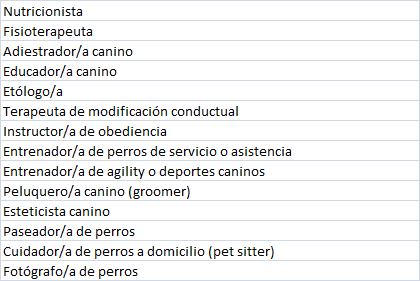 Nutricionista
Fisioterapeuta
Adiestrador/a canino
Educador/a canino
Etólogo/a
Terapeuta de modificación conductual
Instructor/a de obediencia
Entrenador/a de perros de servicio o asistencia
Entrenador/a de agility o deportes caninos
Peluquero/a canino (groomer)
Esteticista canino
Paseador/a de perros
Cuidador/a de perros a domicilio (pet sitter)
Fotógrafo/a de perros